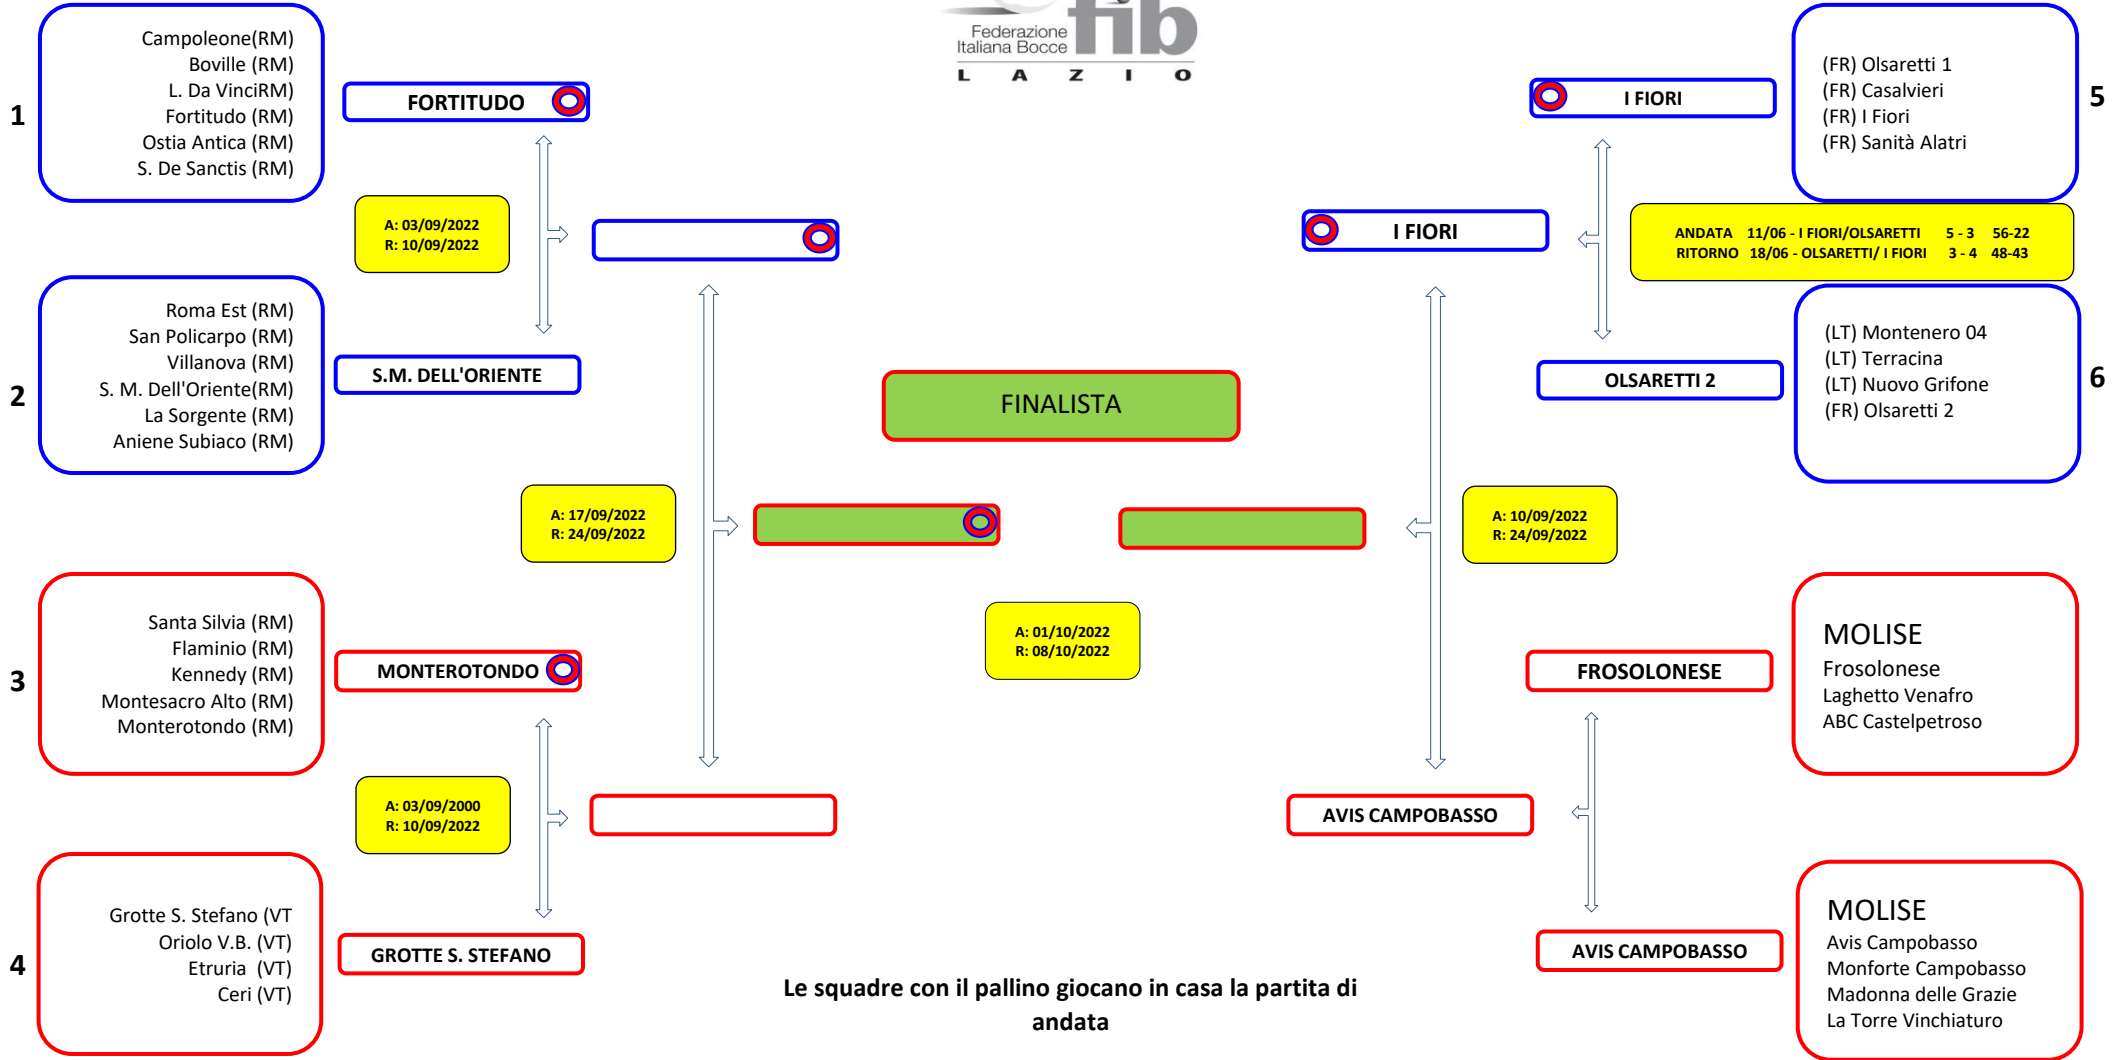 Federazione
Italiana Bocce
fib
LAZIO
1
Campoleone(RM)
Boville (RM)
L. Da VinciRM)
Fortitudo (RM)
Ostia Antica (RM)
S. De Sanctis (RM)
FORTITUDO
A: 03/09/2022
R: 10/09/2022
2
Roma Est (RM)
San Policarpo (RM)
Villanova (RM)
S. M. Dell'Oriente(RM)
La Sorgente (RM)
Aniene Subiaco (RM)
S.M. DELL'ORIENTE
A: 17/09/2022
R: 24/09/2022
3
Santa Silvia (RM)
Flaminio (RM)
Kennedy (RM)
Montesacro Alto (RM)
Monterotondo (RM)
MONTEROTONDO
A: 03/09/2000
R: 10/09/2022
4
Grotte S. Stefano (VT
Oriolo V.B. (VT)
Etruria  (VT)
Ceri (VT)
GROTTE S. STEFANO
FINALISTA
A: 01/10/2022
R: 08/10/2022
Le squadre con il pallino giocano in casa la partita di
andata
I FIORI
(FR) Olsaretti 1
(FR) Casalvieri
(FR) I Fiori
(FR) Sanità Alatri
5
I FIORI
ANDATA 11/06 - I FIORI/OLSARETTI 5 - 3 56-22
RITORNO 18/06 - OLSARETTI/ I FIORI 3 - 4 48-43
OLSARETTI 2
(LT) Montenero 04
(LT) Terracina
(LT) Nuovo Grifone
(FR) Olsaretti 2
6
A: 10/09/2022
R: 24/09/2022
FROSOLONESE
MOLISE
Frosolonese
Laghetto Venafro
ABC Castelpetroso
AVIS CAMPOBASSO
AVIS CAMPOBASSO
MOLISE
Avis Campobasso
Monforte Campobasso
Madonna delle Grazie
La Torre Vinchiaturo